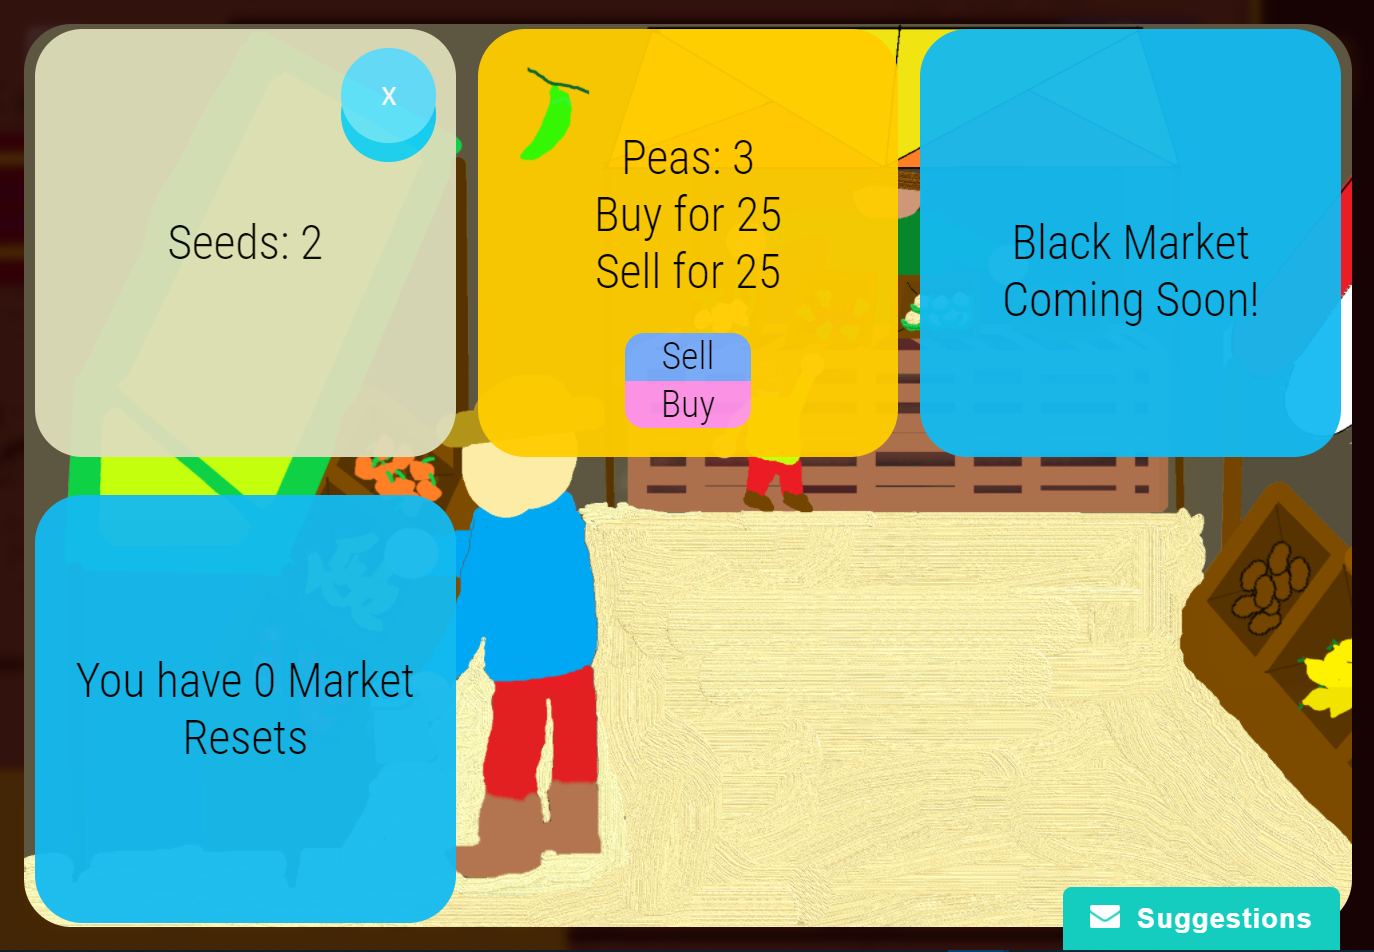 x
Seeds: 2
Peas: 3
Buy for 25
Sell for 25
Sell
Buy
Black Market
Coming Soon!
You have 0 Market
Resets
Suggestions